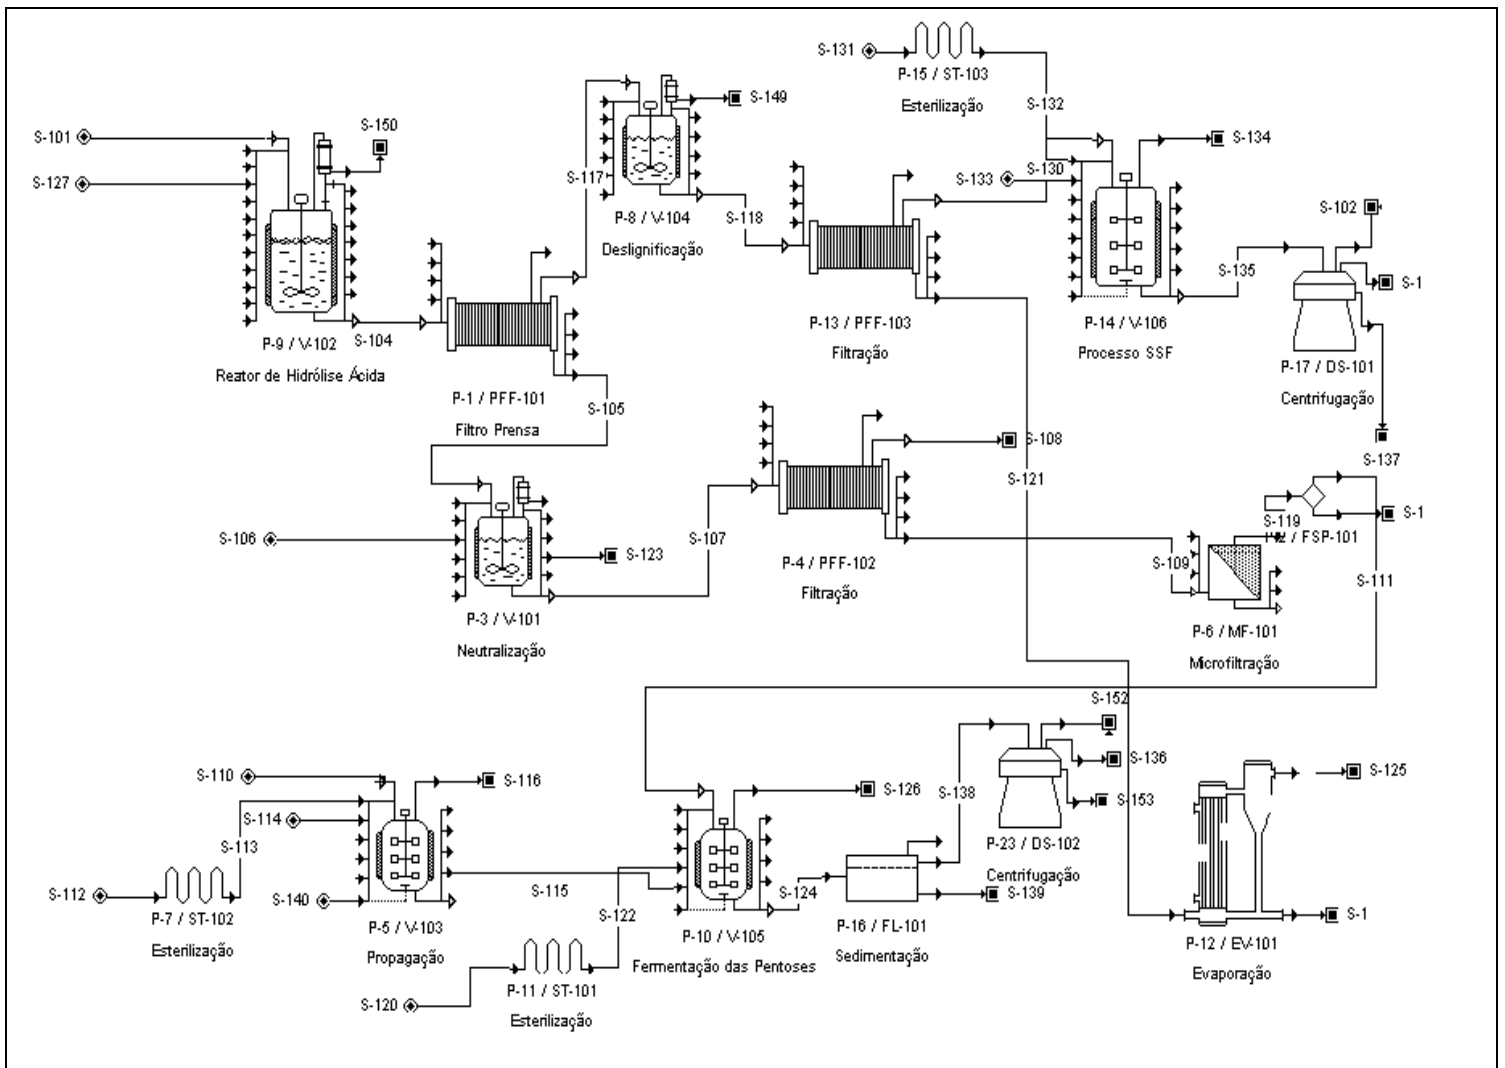 S-131
P-15 / ST-103
Esterilização
S-132
S-149
S-101
S-150
S-127
S-117
P-8 / V-104
Deslignificação
S-118
S-133
S-130
S-134
S-102
S-135
S-1
P-9 / V-102
Reator de Hidrólise Ácida
S-104
P-1 / PFF-101
Filtro Prensa
S-105
P-13 / PFF-103
Filtração
P-14 / V-106
Processo SSF
P-17 / DS-101
Centrifugação
S-137
S-108
S-121
S-106
S-123
S-107
P-3 / V-101
Neutralização
P-4 / PFF-102
Filtração
S-119
S-1
/ FSP-101
S-109
S-111
P-6 / MF-101
Microfiltração
S-152
S-110
S-116
S-114
S-113
S-112
P-7 / ST-102
Esterilização
S-140
P-5 / V-103
Propagação
S-115
S-122
S-120
P-11 / ST-101
Esterilização
S-126
P-10 / V-105
Fermentação das Pentoses
S-124
S-138
S-136
S-153
P-23 / DS-102
Centrifugação
S-139
P-16 / FL-101
Sedimentação
S-125
S-1
P-12 / EV-101
Evaporação